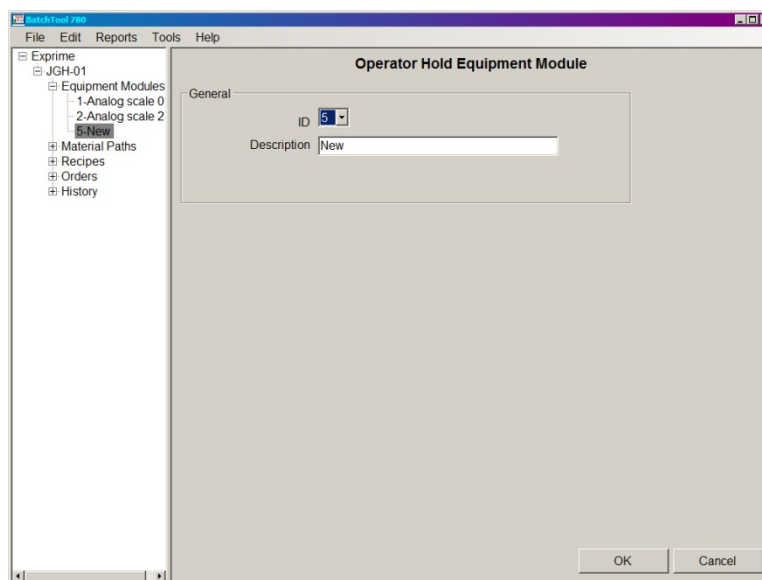 BatchTool 780
File Edit Reports Tools Help
Exprime
JGH-01
Equipment Modules
1-Analog scale 0
2-Analog scale 2
5-New
Material Paths
Recipes
Orders
History
Operator Hold Equipment Module
General
ID 5
Description New
OK Cancel